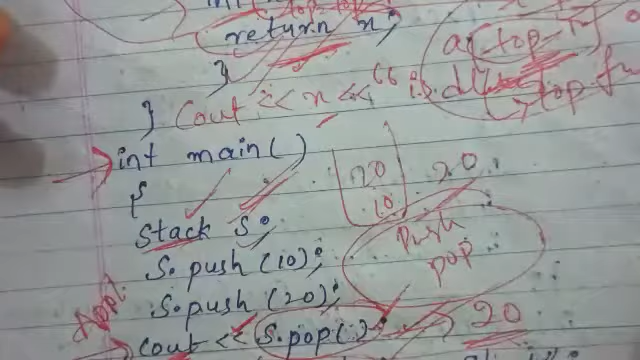 return x;
}
a[top-1]
} Cout << x << "is d
int main()
{
20 20
10
Stack S;
push
S.push (10);
pop
S.push (20);
cout << S.pop() 20